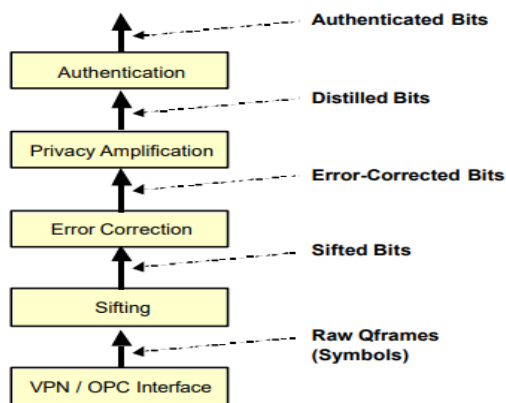 Authenticated Bits
Authentication
Distilled Bits
Privacy Amplification
Error-Corrected Bits
Error Correction
Sifted Bits
Sifting
Raw Qframes
(Symbols)
VPN / OPC Interface